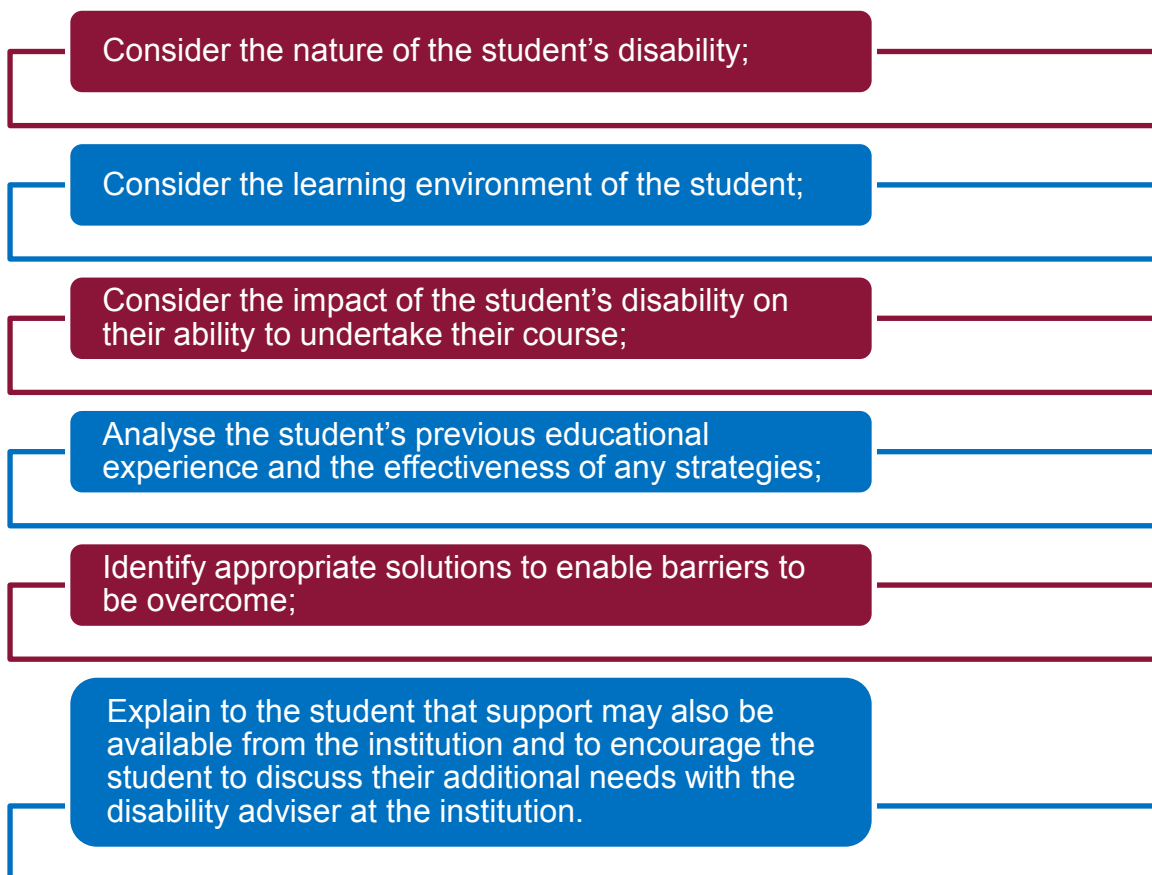 Consider the nature of the student’s disability;
Consider the learning environment of the student;
Consider the impact of the student’s disability on
their ability to undertake their course;
Analyse the student’s previous educational
experience and the effectiveness of any strategies;
Identify appropriate solutions to enable barriers to
be overcome;
Explain to the student that support may also be
available from the institution and to encourage the
student to discuss their additional needs with the
disability adviser at the institution.